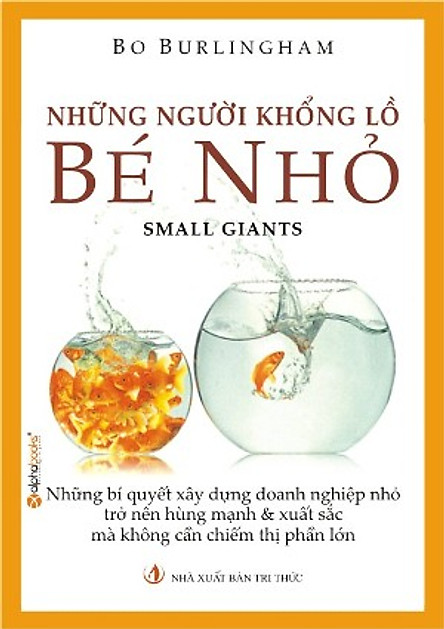 BO BURLINGHAM
NHỮNG NGƯỜI KHỔNG LỒ
BÉ NHỎ
SMALL GIANTS
alphabooks®
Những bí quyết xây dựng doanh nghiệp nhỏ
trở nên hùng mạnh & xuất sắc
mà không cần chiếm thị phần lớn
NHÀ XUẤT BẢN TRI THỨC